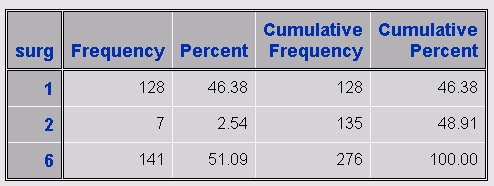 surg Frequency Percent Cumulative Frequency Cumulative Percent
1 128 46.38 128 46.38
2 7 2.54 135 48.91
6 141 51.09 276 100.00